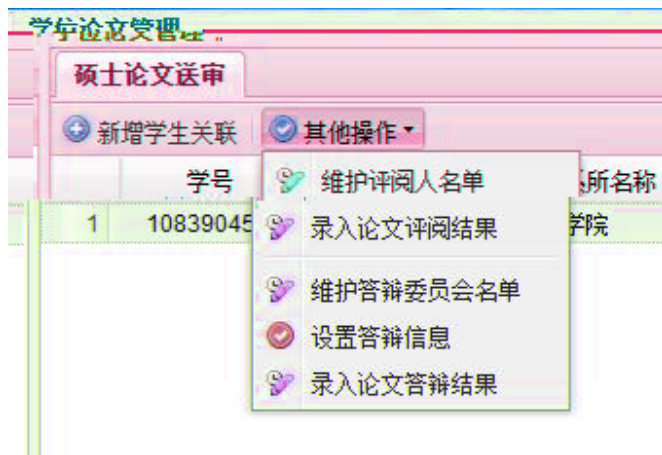 学位论文管理
硕士论文送审
新增学生关联 其他操作
学号 所名称
1 10839045 学院
维护评阅人名单
录入论文评阅结果
维护答辩委员会名单
设置答辩信息
录入论文答辩结果